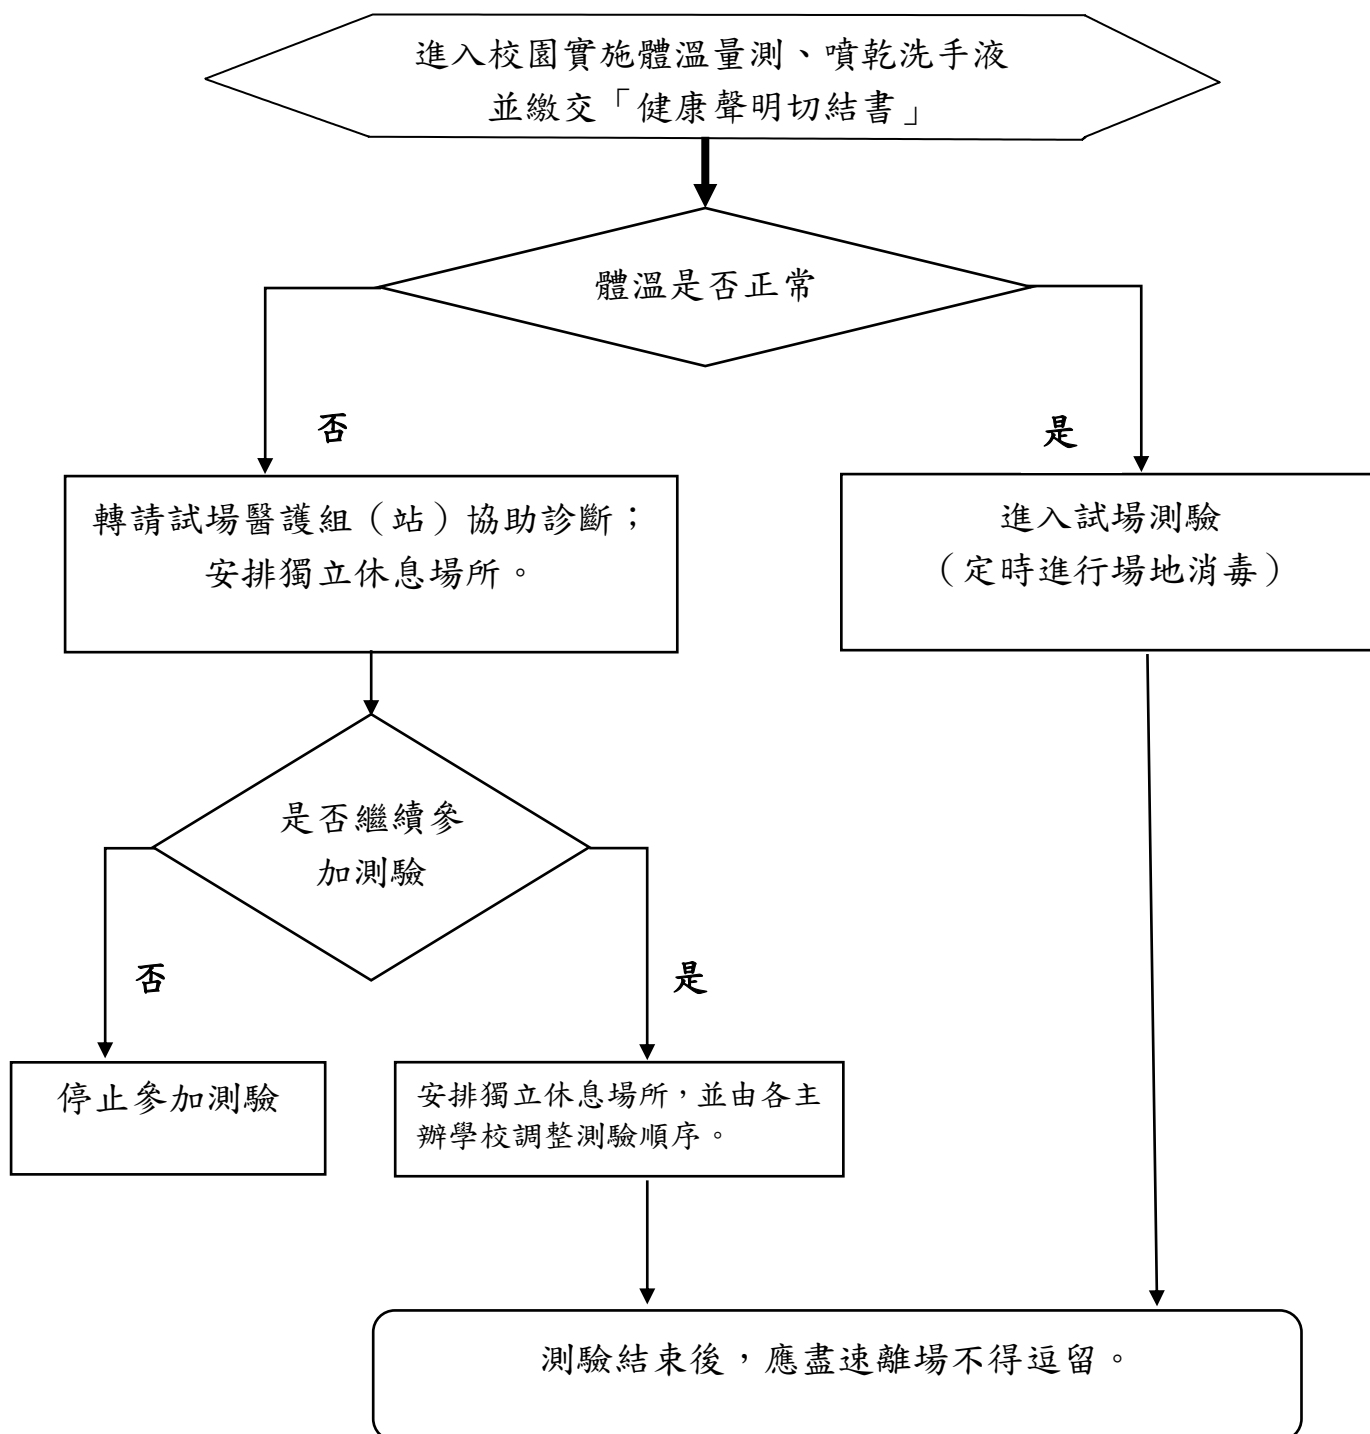 進入校園實施體溫量測、噴乾洗手液
並繳交「健康聲明切結書」
體溫是否正常
否
是
轉請試場醫護組（站）協助診斷；
安排獨立休息場所。
進入試場測驗
（定時進行場地消毒）
是否繼續參
加測驗
否
是
停止參加測驗
安排獨立休息場所，並由各主
辦學校調整測驗順序。
測驗結束後，應盡速離場不得逗留。